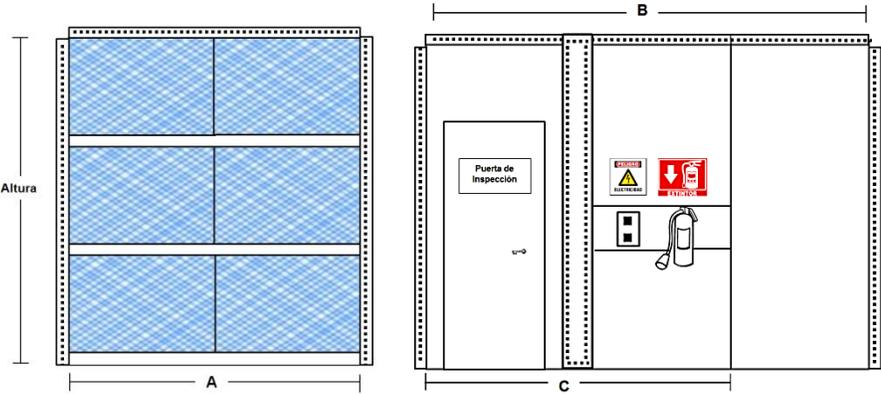 B
Altura
Puerta de
Inspección
PELIGRO
ELECTRICIDAD
EXTINTOR
A
C